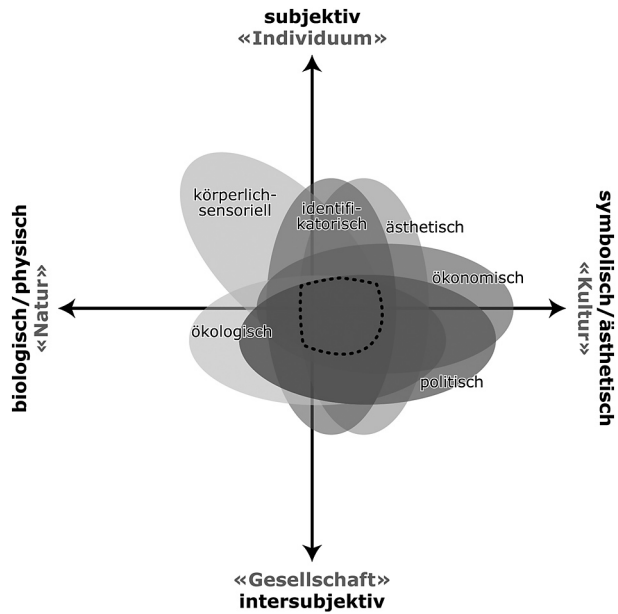 subjektiv
«Individuum»
körperlich-
sensoriell
identifi-
katorisch
ästhetisch
ökonomisch
biologisch/physisch
«Natur»
symbolisch/ästhetisch
«Kultur»
ökologisch
politisch
«Gesellschaft»
intersubjektiv